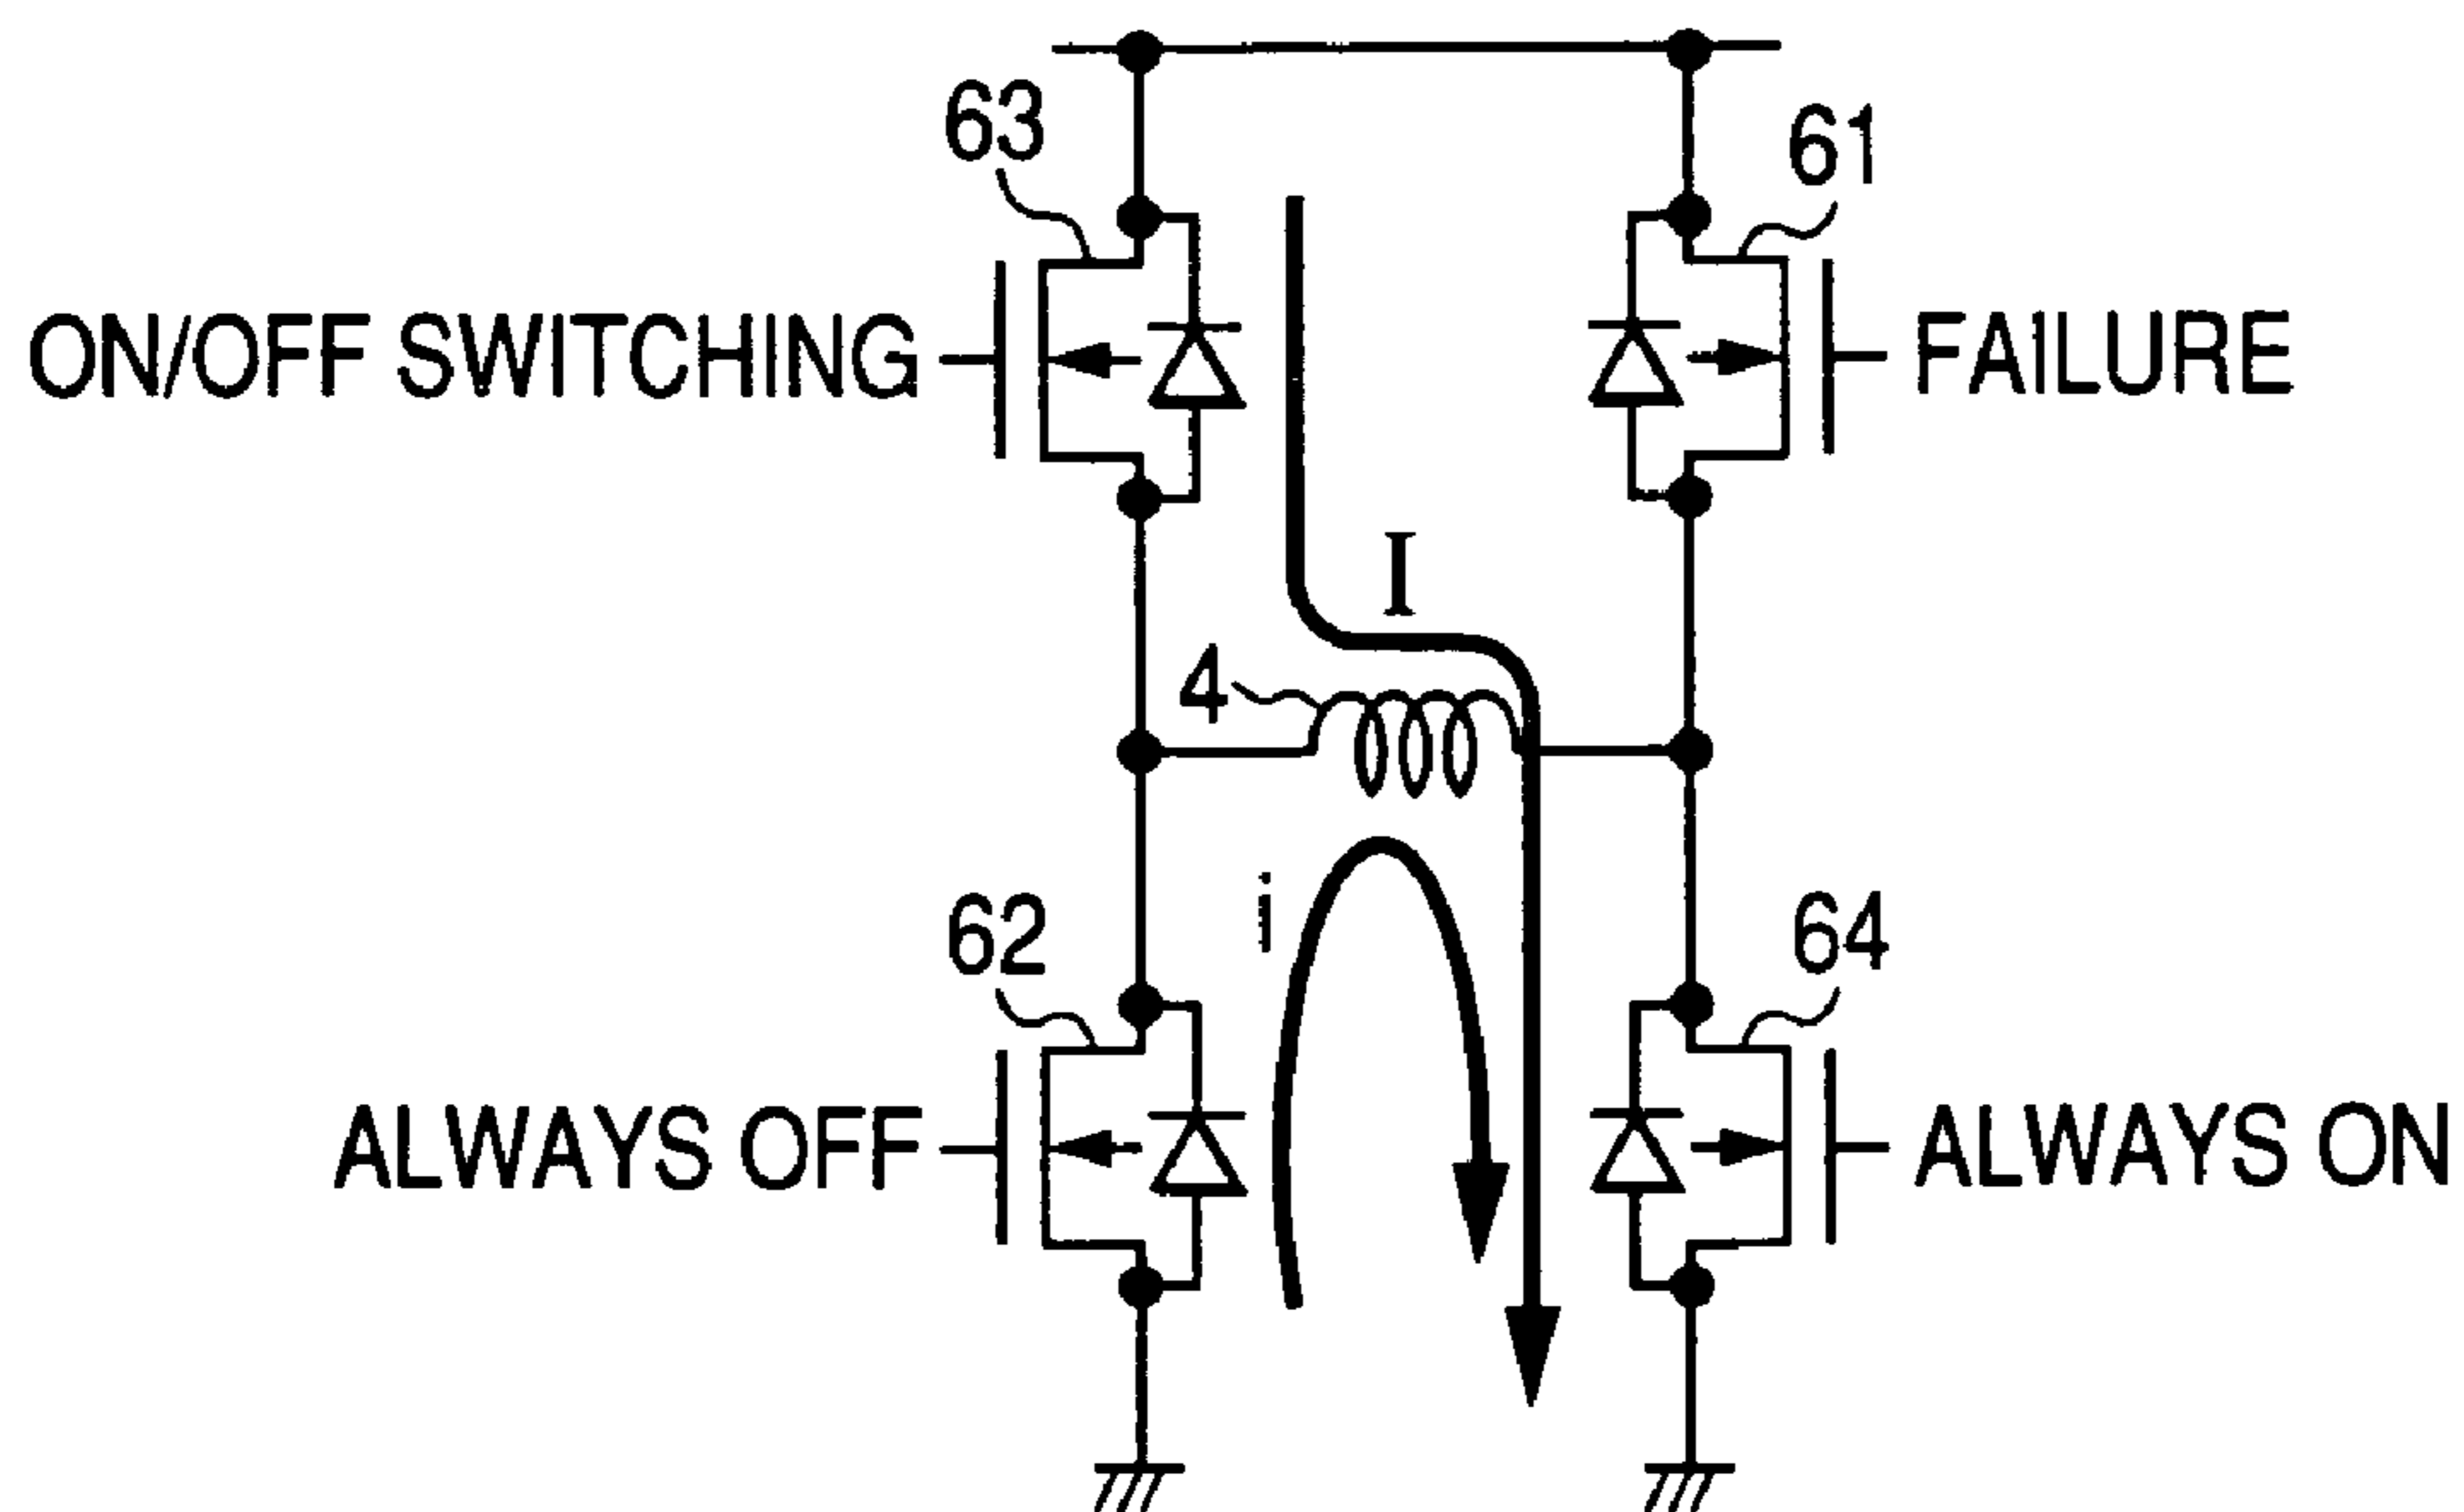 63
61
ON/OFF SWITCHING
FAILURE
I
4
i
62
64
ALWAYS OFF
ALWAYS ON